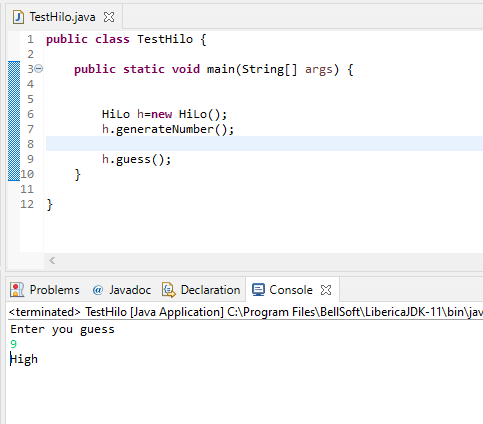 TestHilo.java
1 public class TestHilo {
2
3 public static void main(String[] args) {
4
5
6 HiLo h=new HiLo();
7 h.generateNumber();
8
9 h.guess();
10 }
11
12 }
Problems @ Javadoc Declaration Console
<terminated> TestHilo [Java Application] C:\Program Files\BellSoft\LibericaJDK-11\bin\jav
Enter you guess
9
High